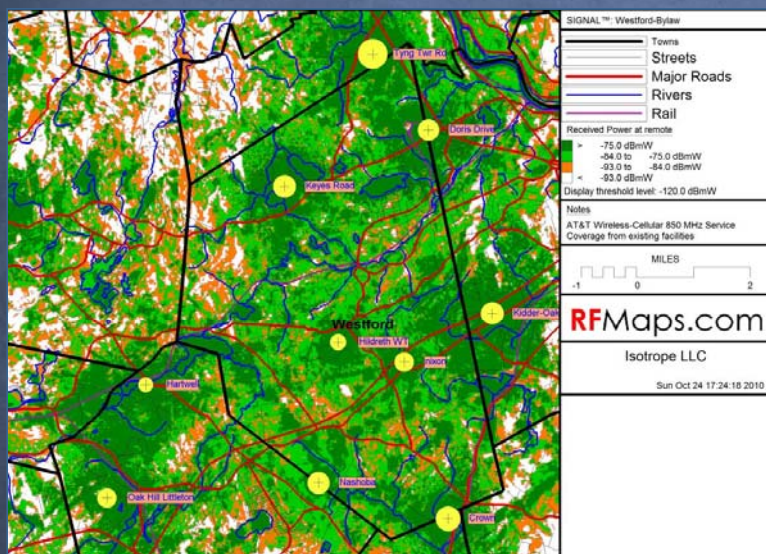 Tyng Twr Rd
Doris Drive
Keyes Road
Kidder-Oak
Westford
Hildreth WT
nixon
Hartwell
Nashoba
Oak Hill Littleton
Crown
SIGNAL™: Westford-Bylaw
Towns
Streets
Major Roads
Rivers
Rail
Received Power at remote
> -75.0 dBmW
-84.0 to -75.0 dBmW
-93.0 to -84.0 dBmW
< -93.0 dBmW
Display threshold level: -120.0 dBmW
Notes
AT&T Wireless-Cellular 850 MHz Service
Coverage from existing facilities
MILES
-1 0 2
RFMaps.com
Isotrope LLC
Sun Oct 24 17:24:18 2010